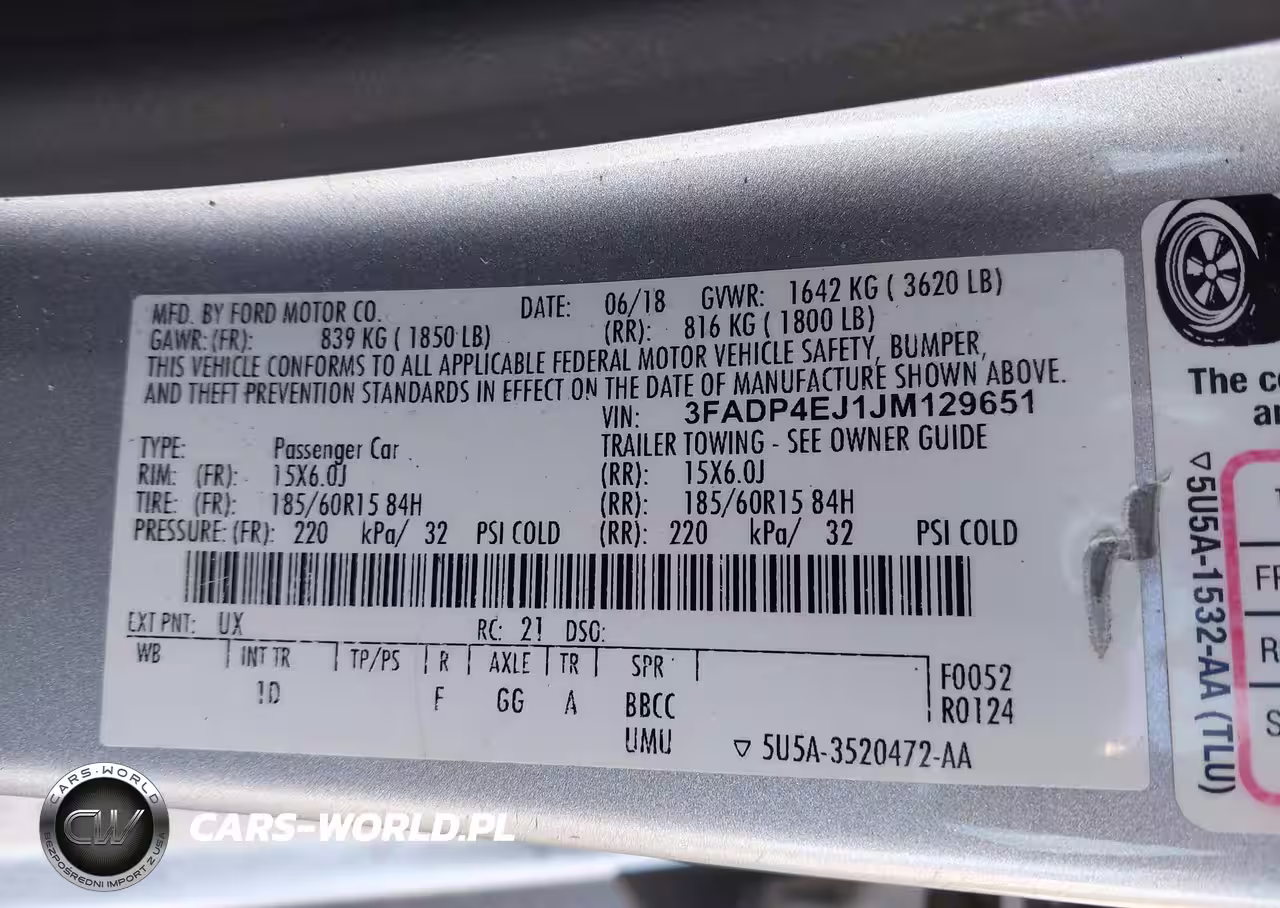 MFD. BY FORD MOTOR CO. DATE: 06/18 GVWR: 1642 KG ( 3620 LB)
GAWR: (FR): 839 KG ( 1850 LB) (RR): 816 KG ( 1800 LB)
THIS VEHICLE CONFORMS TO ALL APPLICABLE FEDERAL MOTOR VEHICLE SAFETY, BUMPER,
AND THEFT PREVENTION STANDARDS IN EFFECT ON THE DATE OF MANUFACTURE SHOWN ABOVE.
VIN: 3FADP4EJ1JM129651
TYPE: Passenger Car TRAILER TOWING - SEE OWNER GUIDE
RIM: (FR): 15X6.0J (RR): 15X6.0J
TIRE: (FR): 185/60R15 84H (RR): 185/60R15 84H
PRESSURE: (FR): 220 kPa/ 32 PSI COLD (RR): 220 kPa/ 32 PSI COLD
EXT PNT: UX RC: 21 DSO:
WB INT TR TP/PS R AXLE TR SPR
1D F GG A BBCC
UMU
F0052
R0124
▽ 5U5A-3520472-AA
The
▽5U5A-1532-AA (TLU)
CARS-WORLD
CW
BEZPOŚREDNI IMPORT Z USA
CARS-WORLD.PL